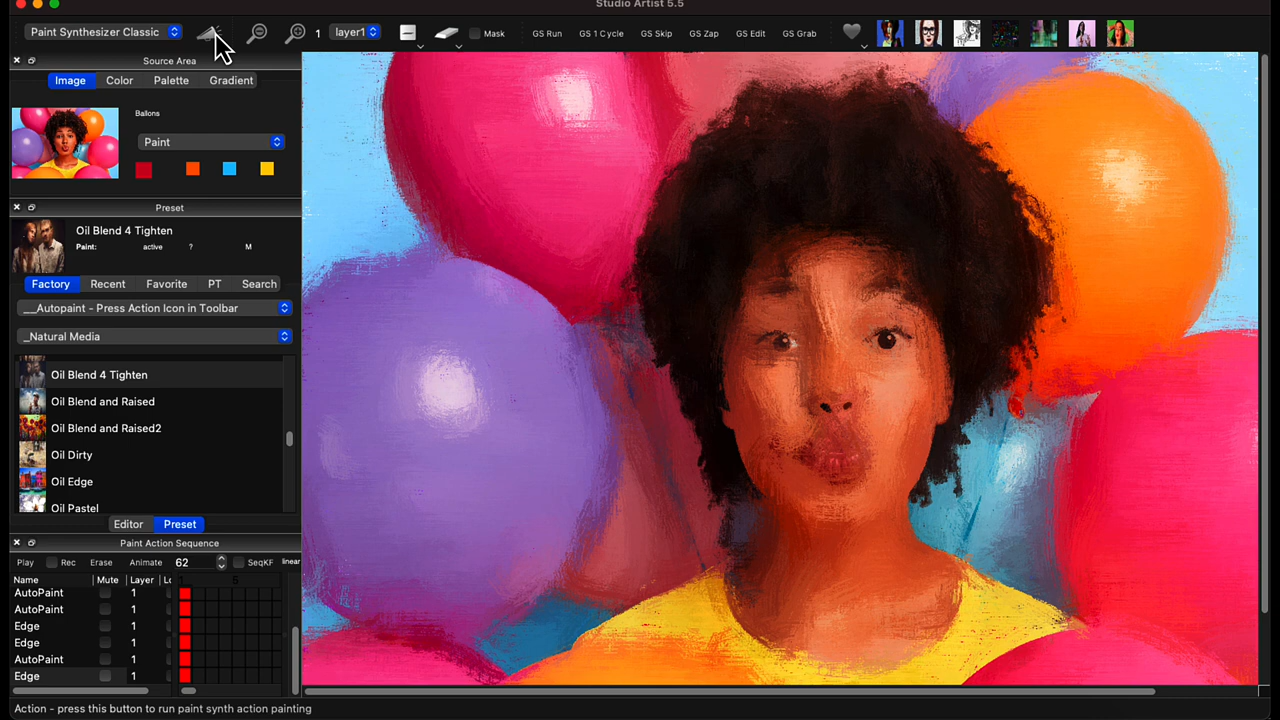 Studio Artist 5.5
Paint Synthesizer Classic
1
layer1
Mask
GS Run
GS 1 Cycle
GS Skip
GS Zap
GS Edit
GS Grab
Source Area
Image Color Palette Gradient
Ballons
Paint
Preset
Oil Blend 4 Tighten
Paint: active ? M
Factory Recent Favorite PT Search
__Autopaint - Press Action Icon in Toolbar
_Natural Media
Oil Blend 4 Tighten
Oil Blend and Raised
Oil Blend and Raised2
Oil Dirty
Oil Edge
Oil Pastel
Editor Preset
Paint Action Sequence
Play Rec Erase Animate 62 SeqKF linear
Name Mute Layer Lc 1 5
AutoPaint 1
AutoPaint 1
Edge 1
Edge 1
AutoPaint 1
Edge 1
Action - press this button to run paint synth action painting